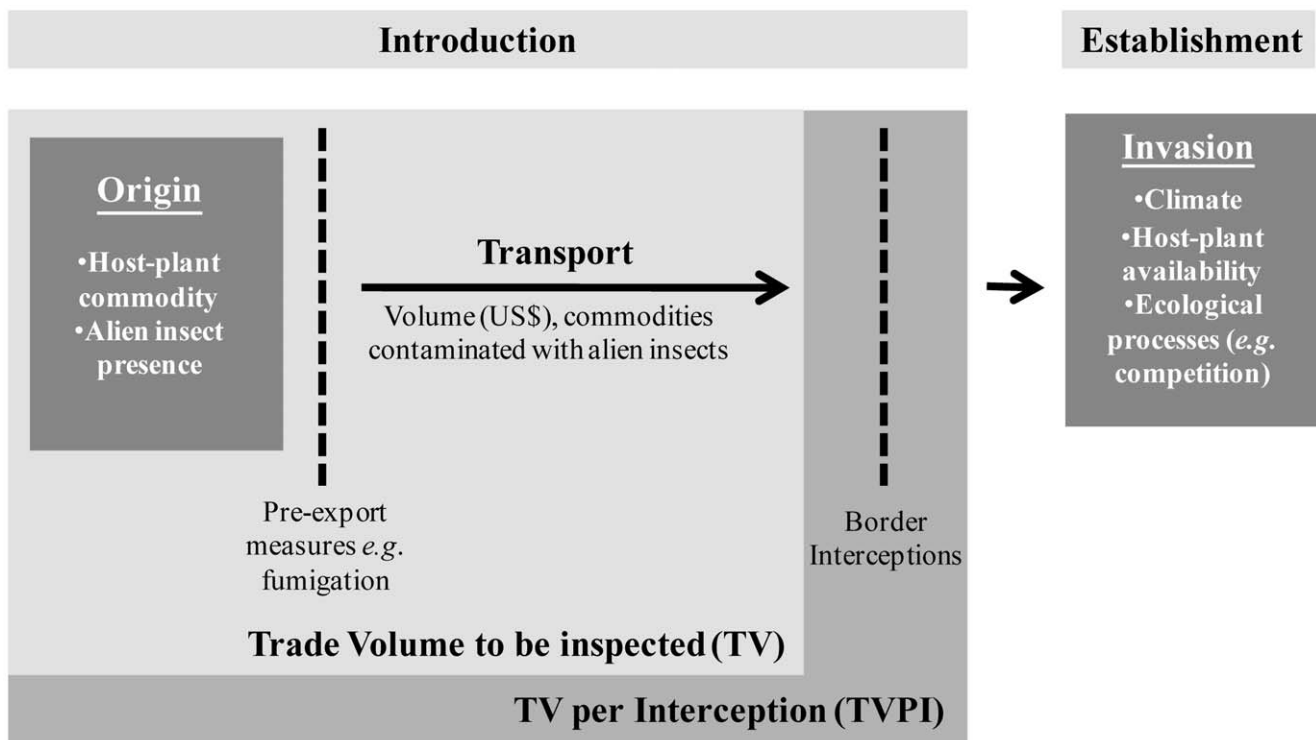 Introduction
Establishment
Origin
•Host-plant
commodity
•Alien insect
presence
Transport
Volume (US$), commodities
contaminated with alien insects
Pre-export
measures e.g.
fumigation
Border
Interceptions
Trade Volume to be inspected (TV)
TV per Interception (TVPI)
Invasion
•Climate
•Host-plant
availability
•Ecological
processes (e.g.
competition)